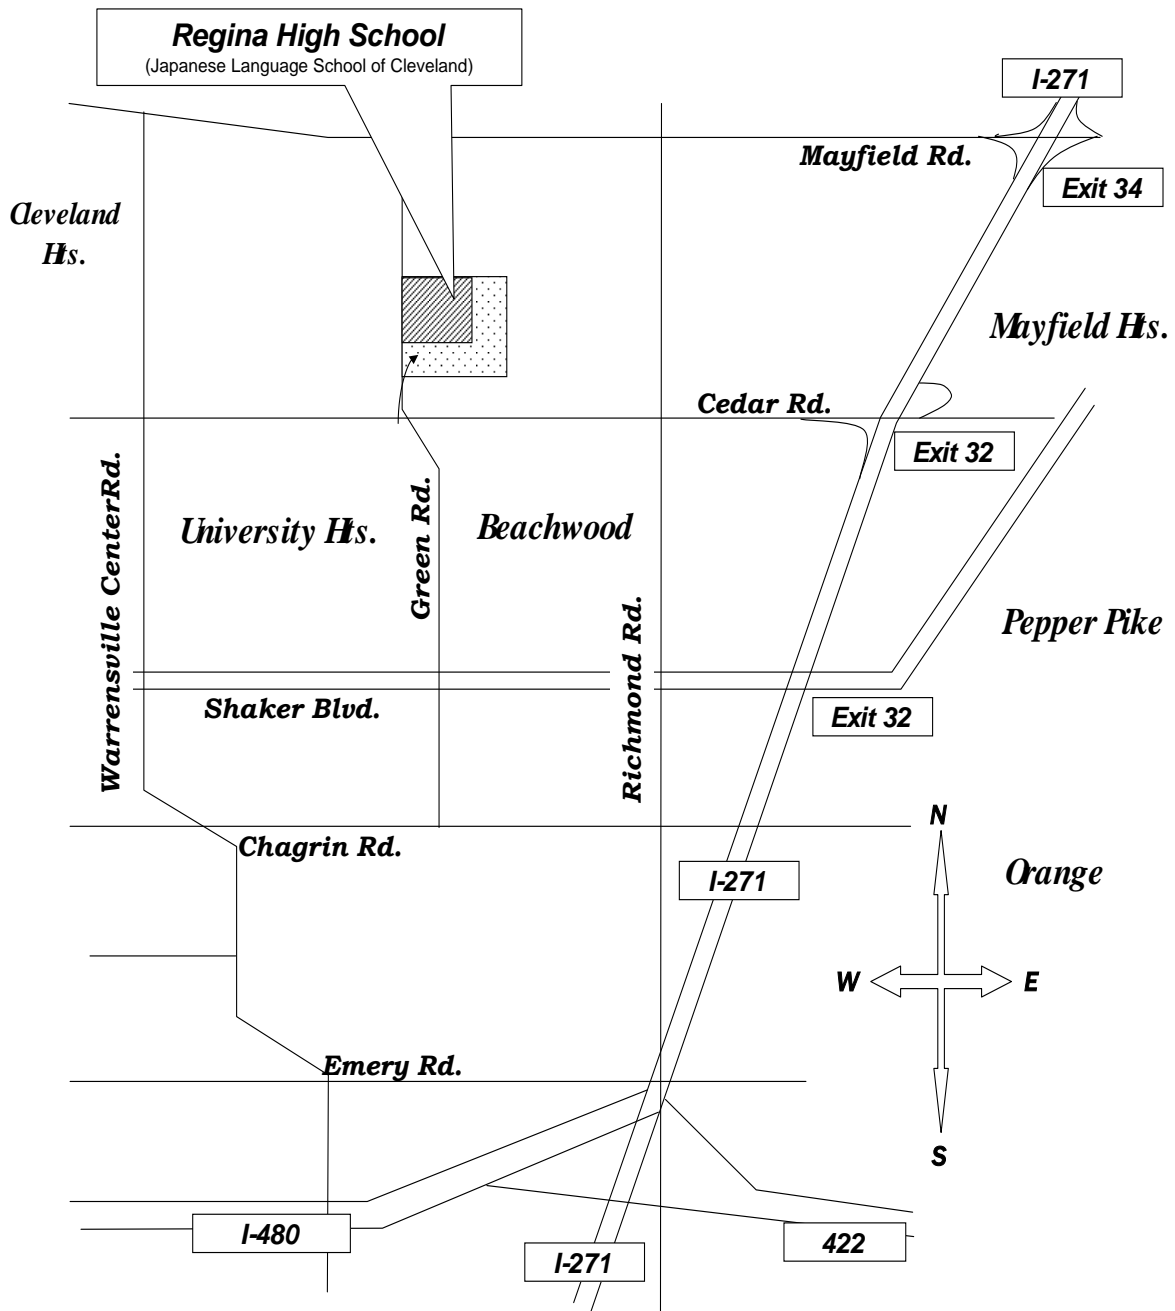 Regina High School
(Japanese Language School of Cleveland)
I-271
Mayfield Rd.
Exit 34
Cleveland
Hts.
Mayfield Hts.
Cedar Rd.
Exit 32
Warrensville CenterRd.
University Hts.
Green Rd.
Beachwood
Richmond Rd.
Pepper Pike
Shaker Blvd.
Exit 32
N
Chagrin Rd.
I-271
Orange
W
E
Emery Rd.
S
I-480
422
I-271